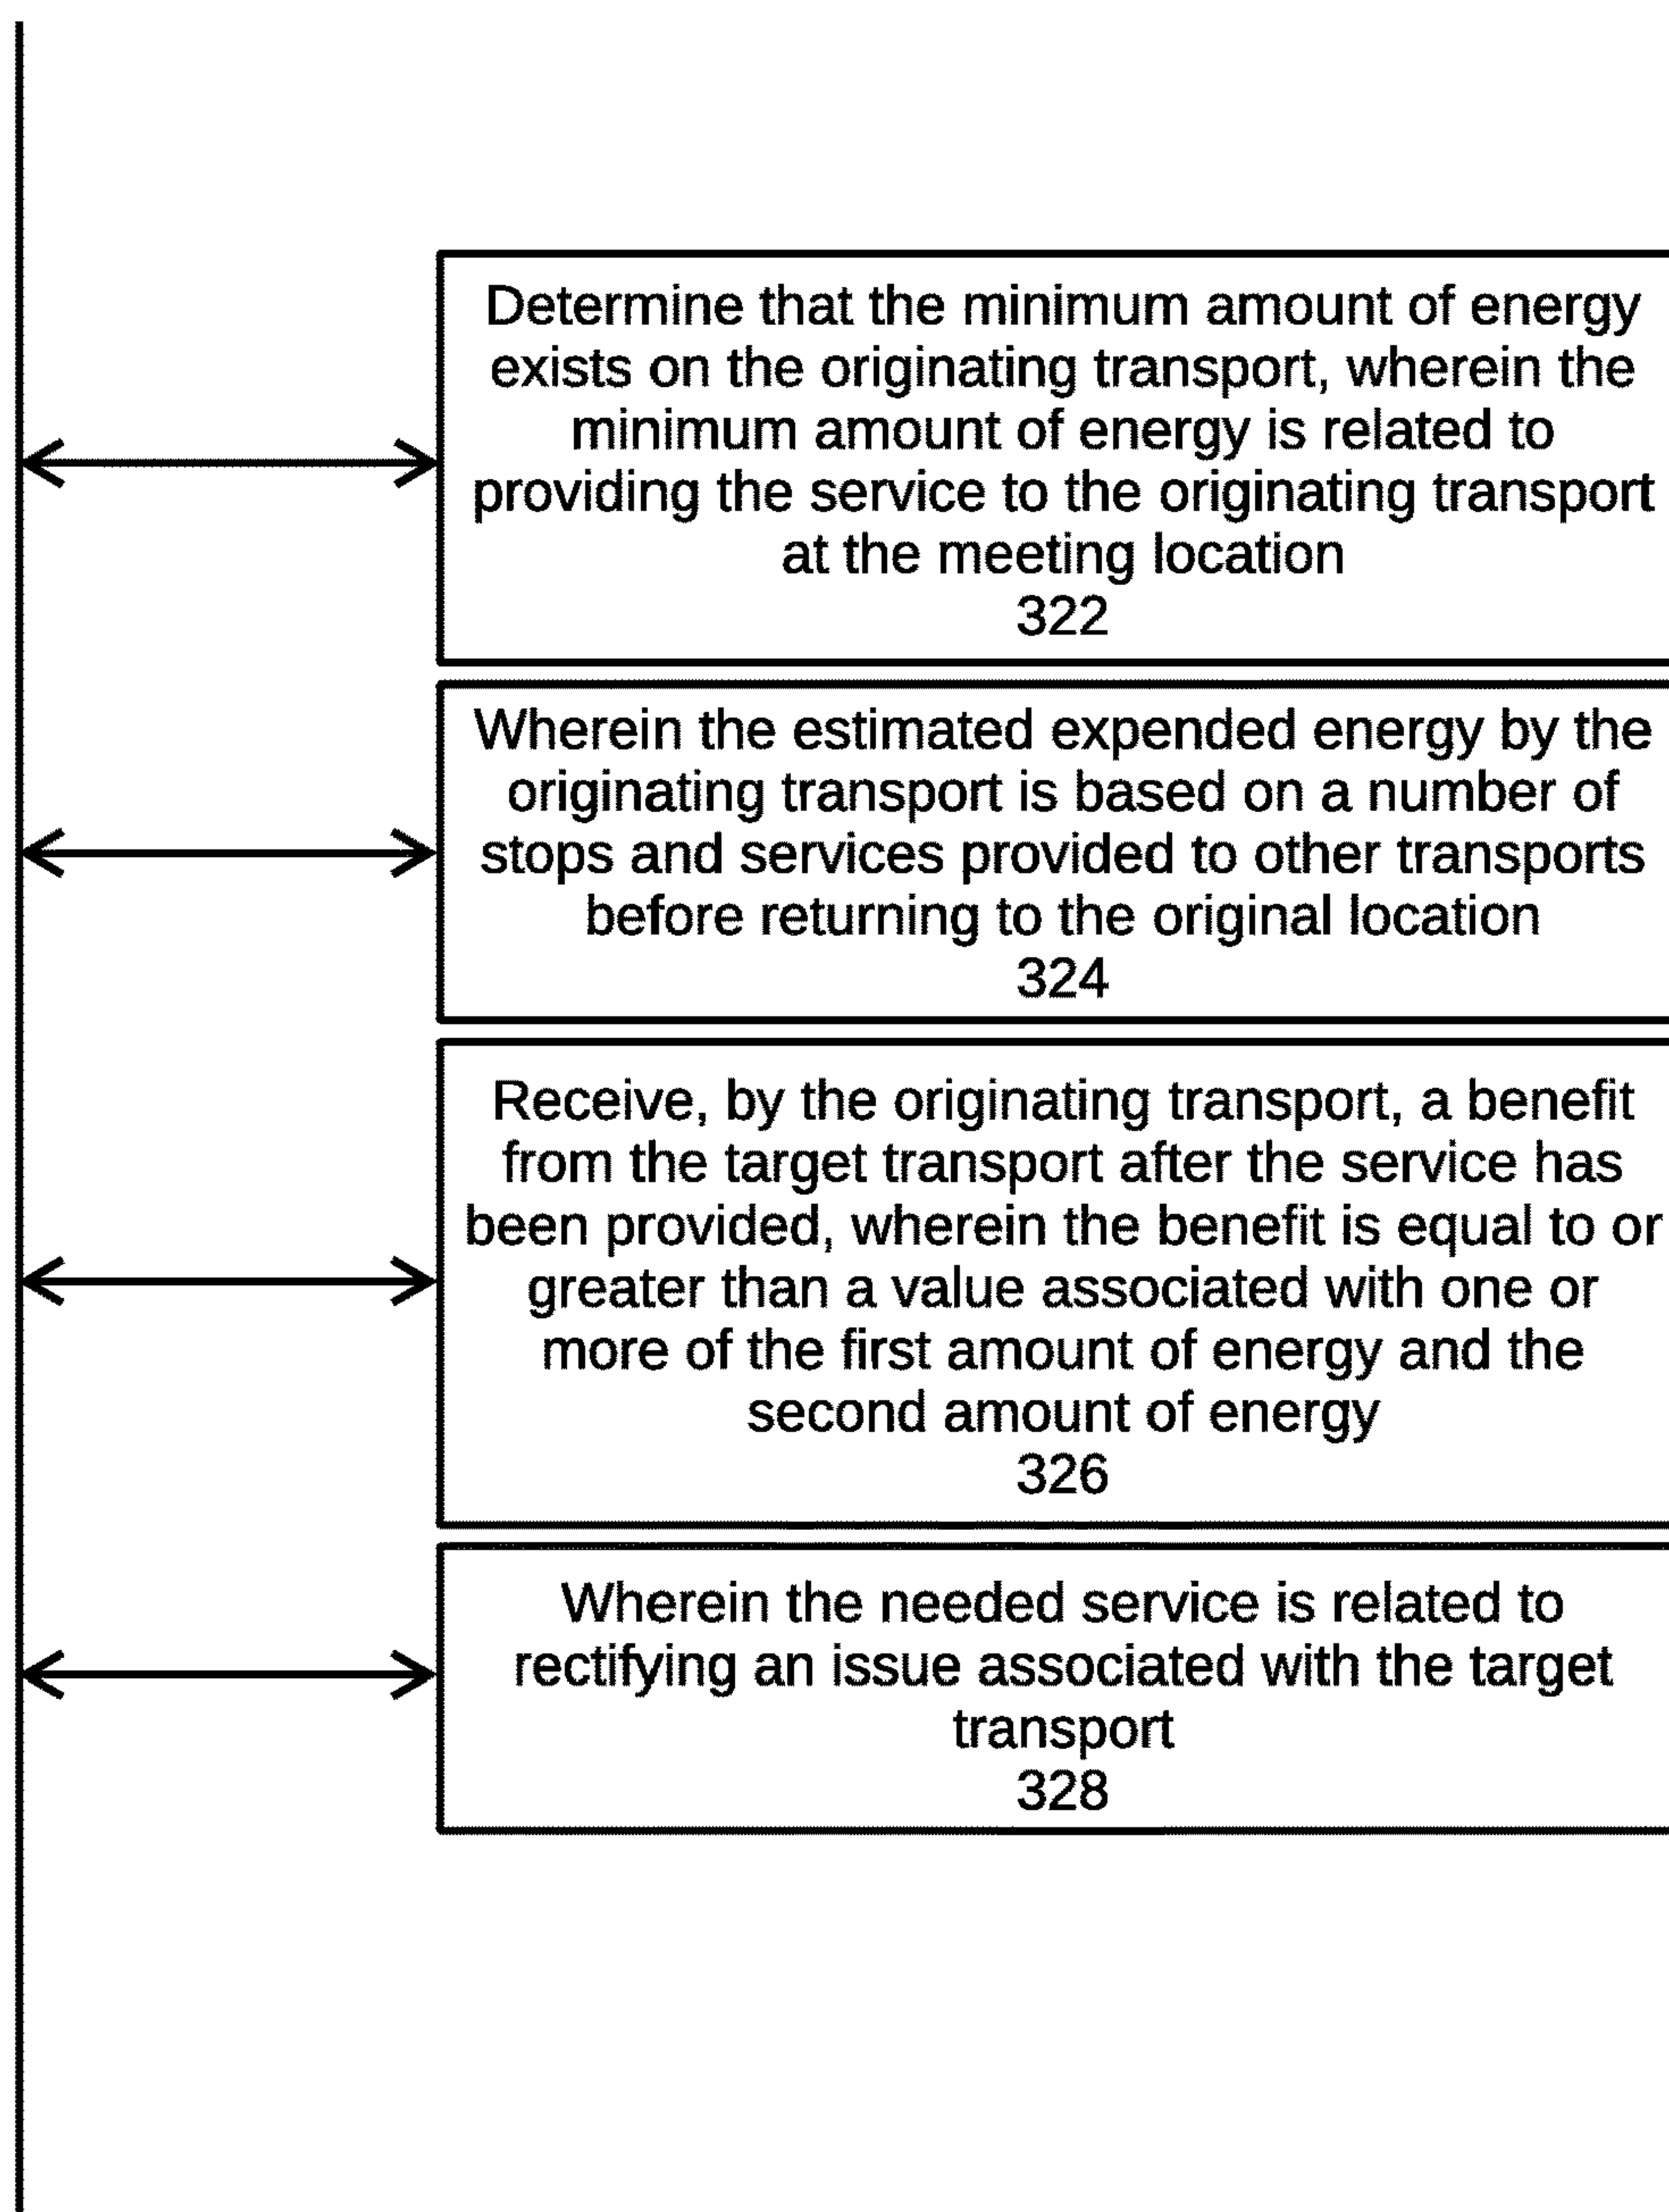 Determine that the minimum amount of energy
exists on the originating transport, wherein the
minimum amount of energy is related to
providing the service to the originating transport
at the meeting location
322
Wherein the estimated expended energy by the
originating transport is based on a number of
stops and services provided to other transports
before returning to the original location
324
Receive, by the originating transport, a benefit
from the target transport after the service has
been provided, wherein the benefit is equal to or
greater than a value associated with one or
more of the first amount of energy and the
second amount of energy
326
Wherein the needed service is related to
rectifying an issue associated with the target
transport
328